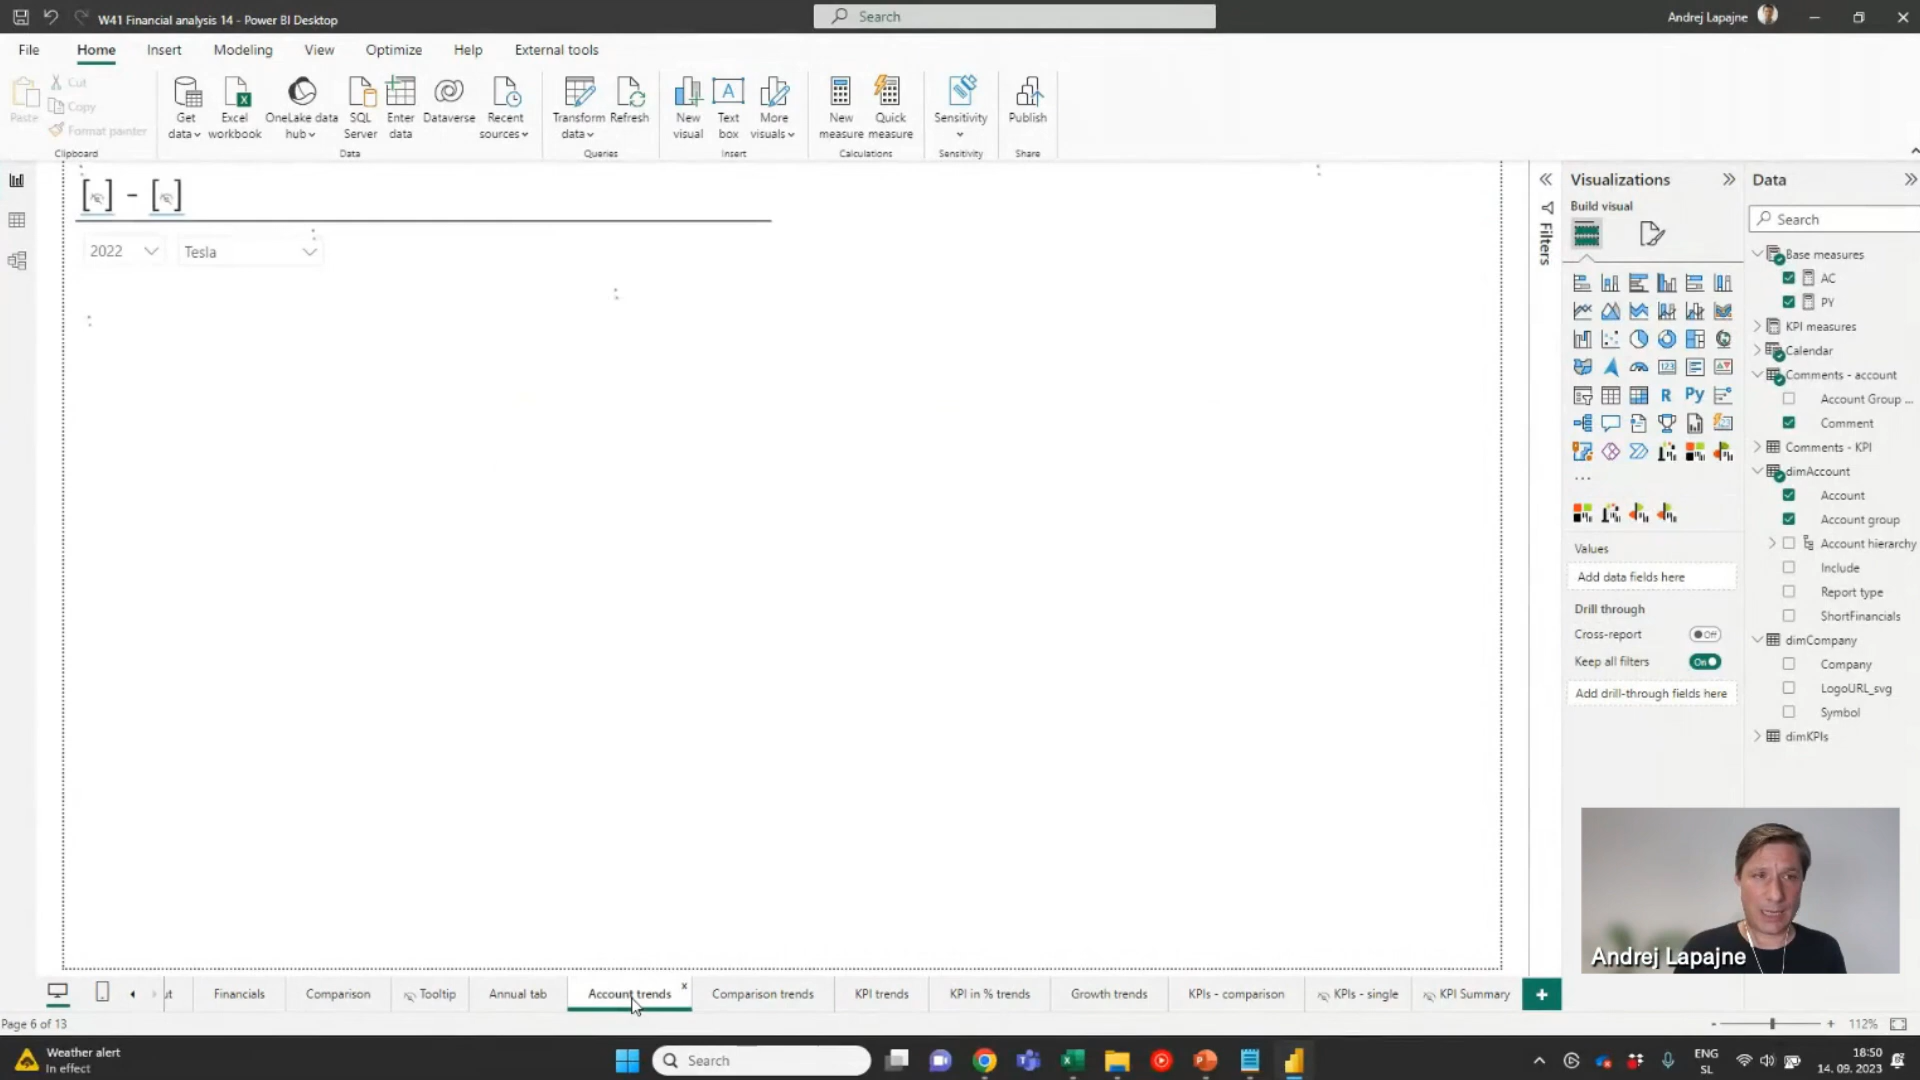 W41 Financial analysis 14 - Power BI Desktop
Search
Andrej Lapajne
File
Home
Insert
Modeling
View
Optimize
Help
External tools
Paste
Cut
Copy
Format painter
Clipboard
Get data
Excel workbook
OneLake data hub
SQL Server
Enter data
Dataverse
Recent sources
Data
Transform data
Refresh
Queries
New visual
Text box
More visuals
Insert
New measure
Quick measure
Calculations
Sensitivity
Sensitivity
Publish
Share
[ ] - [ ]
2022
Tesla
Filters
Visualizations
Build visual
Values
Add data fields here
Drill through
Cross-report
Off
Keep all filters
On
Add drill-through fields here
Data
Search
Base measures
AC
PY
KPI measures
Calendar
Comments - account
Account Group ...
Comment
Comments - KPI
dimAccount
Account
Account group
Account hierarchy
Include
Report type
ShortFinancials
dimCompany
Company
LogoURL_svg
Symbol
dimKPIs
Andrej Lapajne
ut
Financials
Comparison
Tooltip
Annual tab
Account trends
Comparison trends
KPI trends
KPI in % trends
Growth trends
KPIs - comparison
KPIs - single
KPI Summary
Page 6 of 13
112%
Weather alert
In effect
Search
ENG
SL
18:50
14. 09. 2023